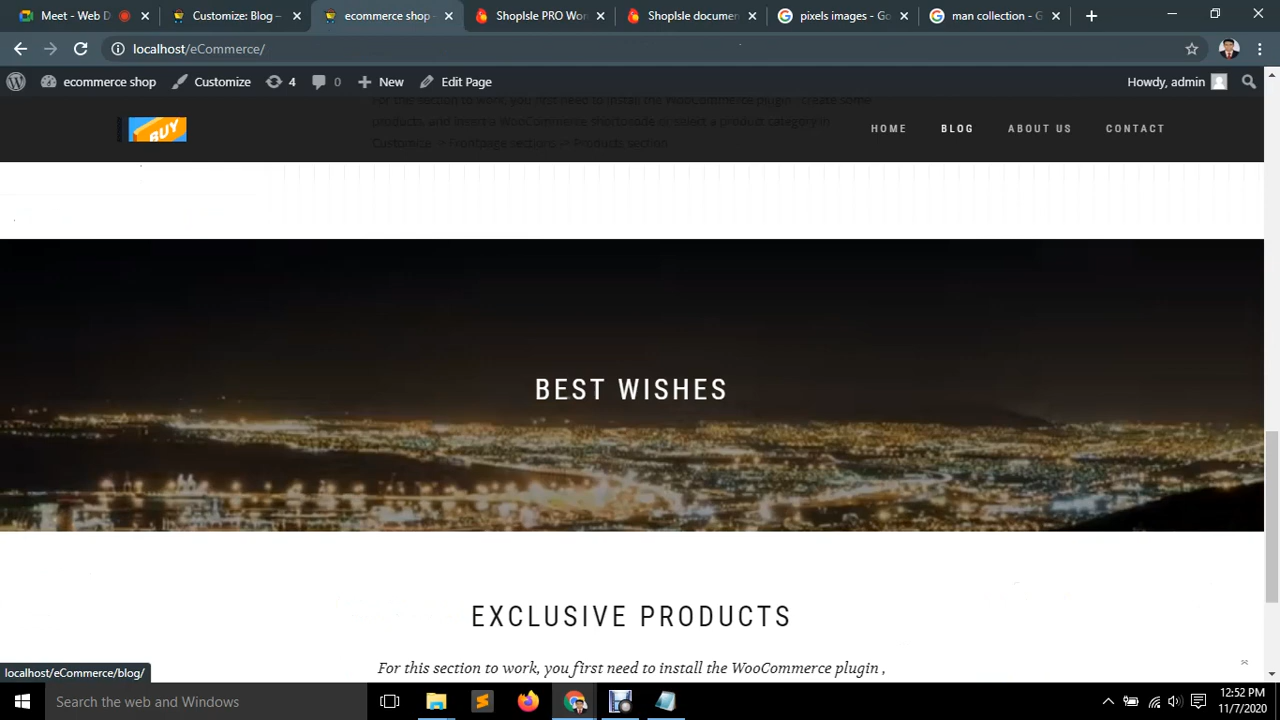 Meet - Web D
Customize: Blog –
ecommerce shop -
ShopIsle PRO Wor
ShopIsle documen
pixels images - Go
man collection - G
localhost/eCommerce/
ecommerce shop
Customize
4
0
New
Edit Page
Howdy, admin
For this section to work, you first need to install the WooCommerce plugin , create some
products, and insert a WooCommerce shortcode or select a product category in
Customize -> Frontpage sections -> Products section
BUY
HOME
BLOG
ABOUT US
CONTACT
BEST WISHES
EXCLUSIVE PRODUCTS
For this section to work, you first need to install the WooCommerce plugin ,
localhost/eCommerce/blog/
Search the web and Windows
12:52 PM
11/7/2020